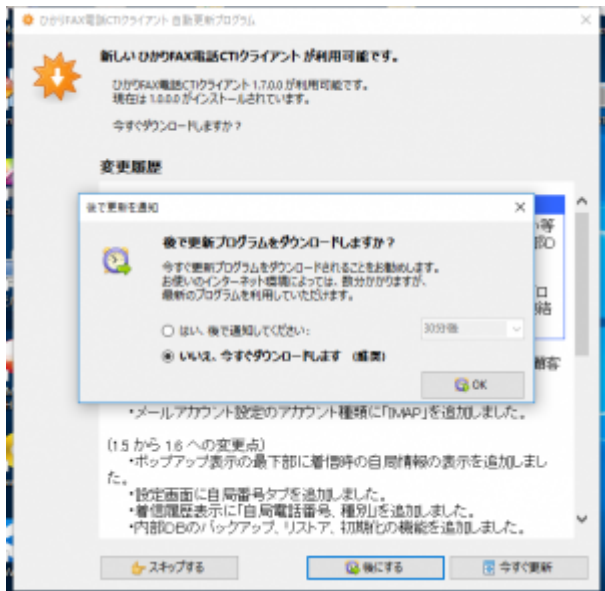 ひかりFAX電話CTIクライアント 自動更新プログラム
新しい ひかりFAX電話CTIクライアント が利用可能です。
ひかりFAX電話CTIクライアント 1.7.0.0 が利用可能です。
現在は 1.0.0.0 がインストールされています。
今すぐダウンロードしますか？
変更履歴
後で更新を通知
後で更新プログラムをダウンロードしますか？
今すぐ更新プログラムをダウンロードされることをお勧めします。
お使いのインターネット環境によっては、数分かかりますが、
最新のプログラムを利用していただけます。
はい、後で通知してください:
30分後
いいえ、今すぐダウンロードします （推奨）
OK
等
部の
ロ
結
顧客
・メールアカウント設定のアカウント種類に「IMAP」を追加しました。
(1.5 から 1.6 への変更点)
・ポップアップ表示の最下部に着信時の自局情報の表示を追加しまし
た。
・設定画面に自局番号タブを追加しました。
・着信履歴表示に「自局電話番号、種別」を追加しました。
・内部DBのバックアップ、リストア、初期化の機能を追加しました。
スキップする
後にする
今すぐ更新